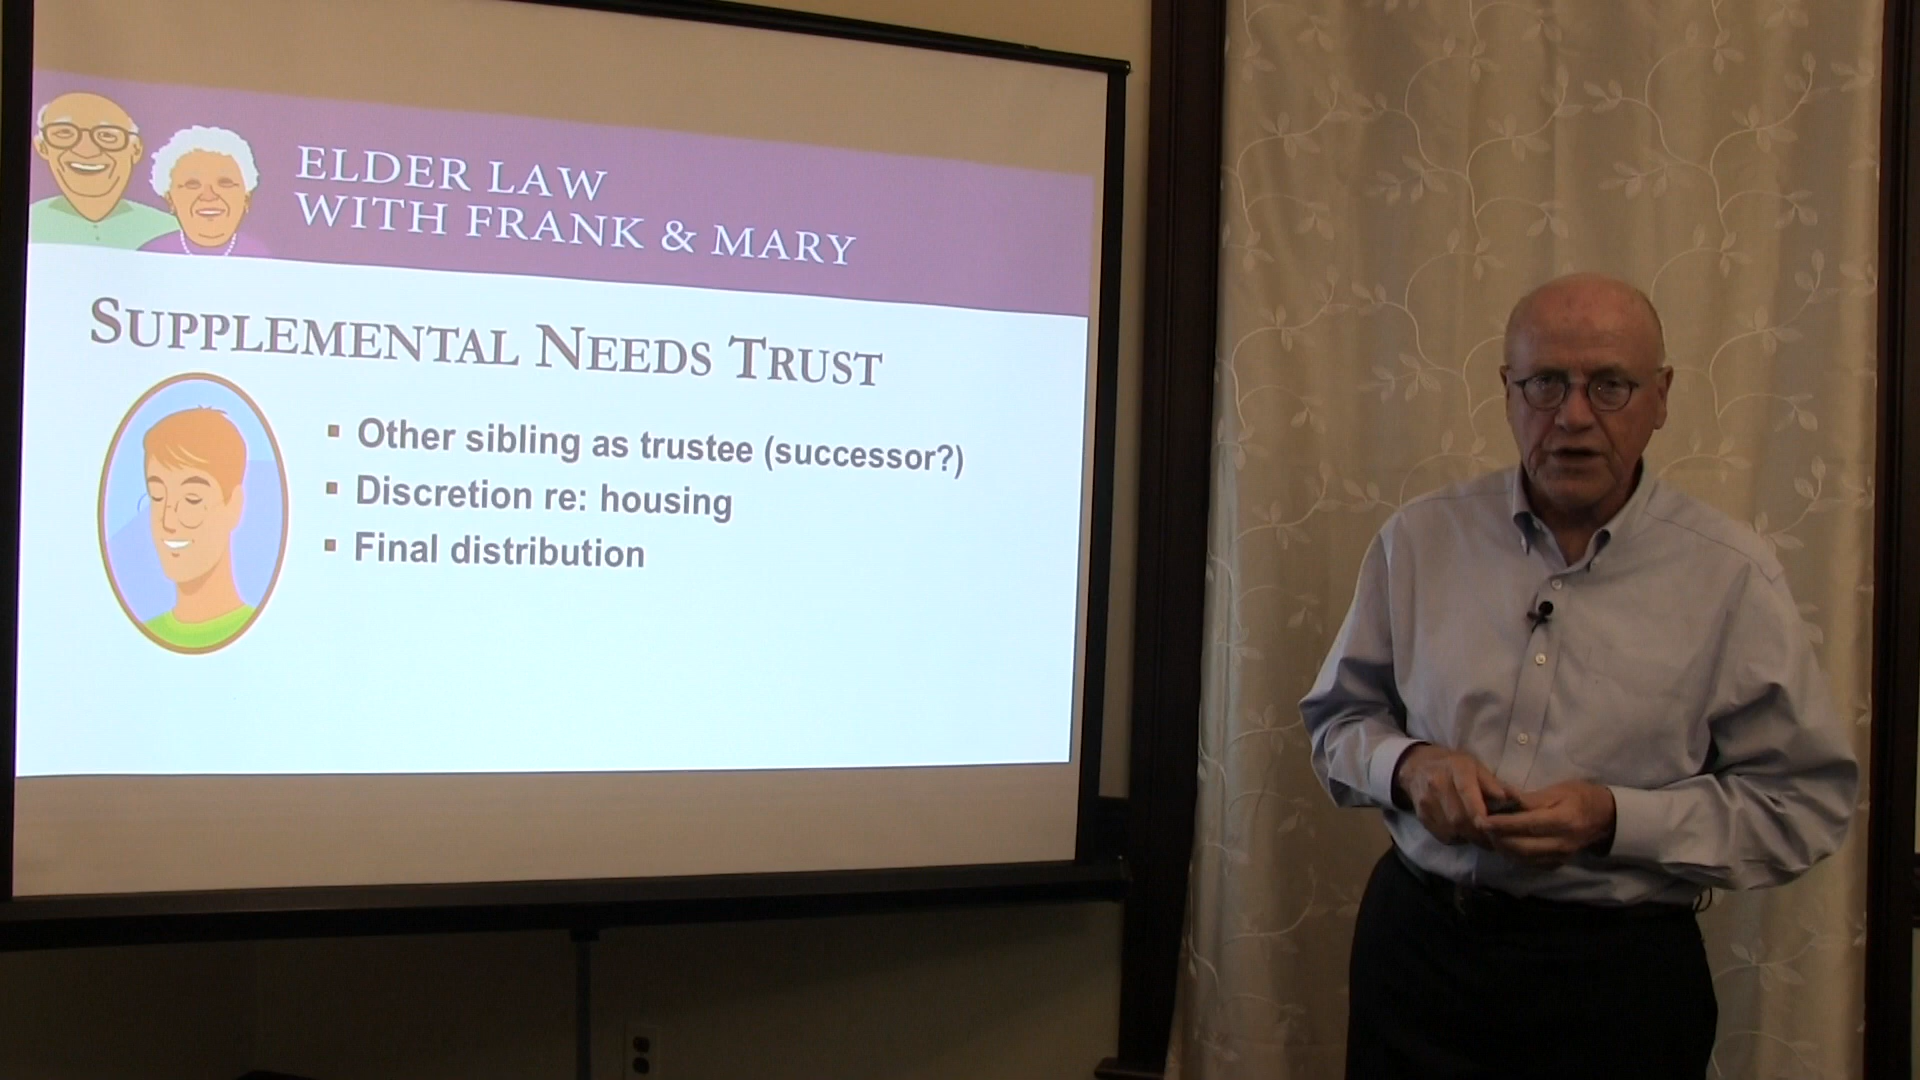 ELDER LAW
WITH FRANK & MARY
SUPPLEMENTAL NEEDS TRUST
▪ Other sibling as trustee (successor?)
▪ Discretion re: housing
▪ Final distribution